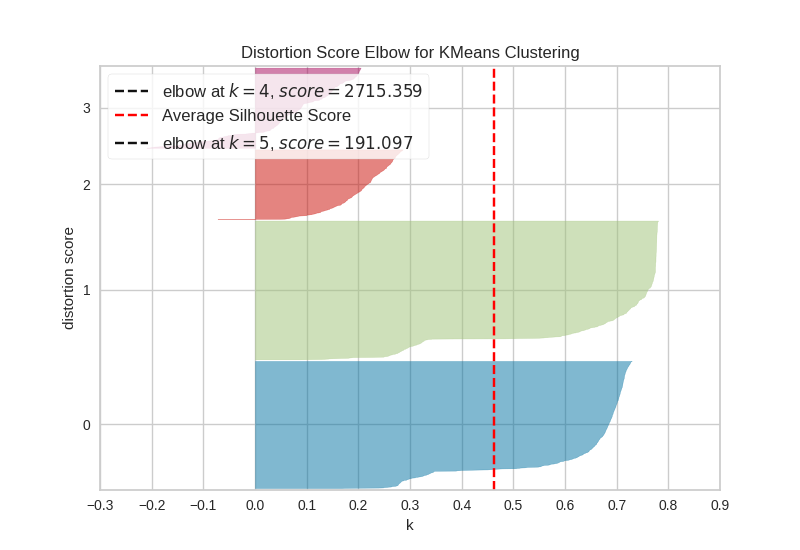 Distortion Score Elbow for KMeans Clustering
elbow at k = 4, score = 2715.359
Average Silhouette Score
elbow at k = 5, score = 191.097
distortion score
3
2
1
0
−0.3 −0.2 −0.1 0.0 0.1 0.2 0.3 0.4 0.5 0.6 0.7 0.8 0.9
k